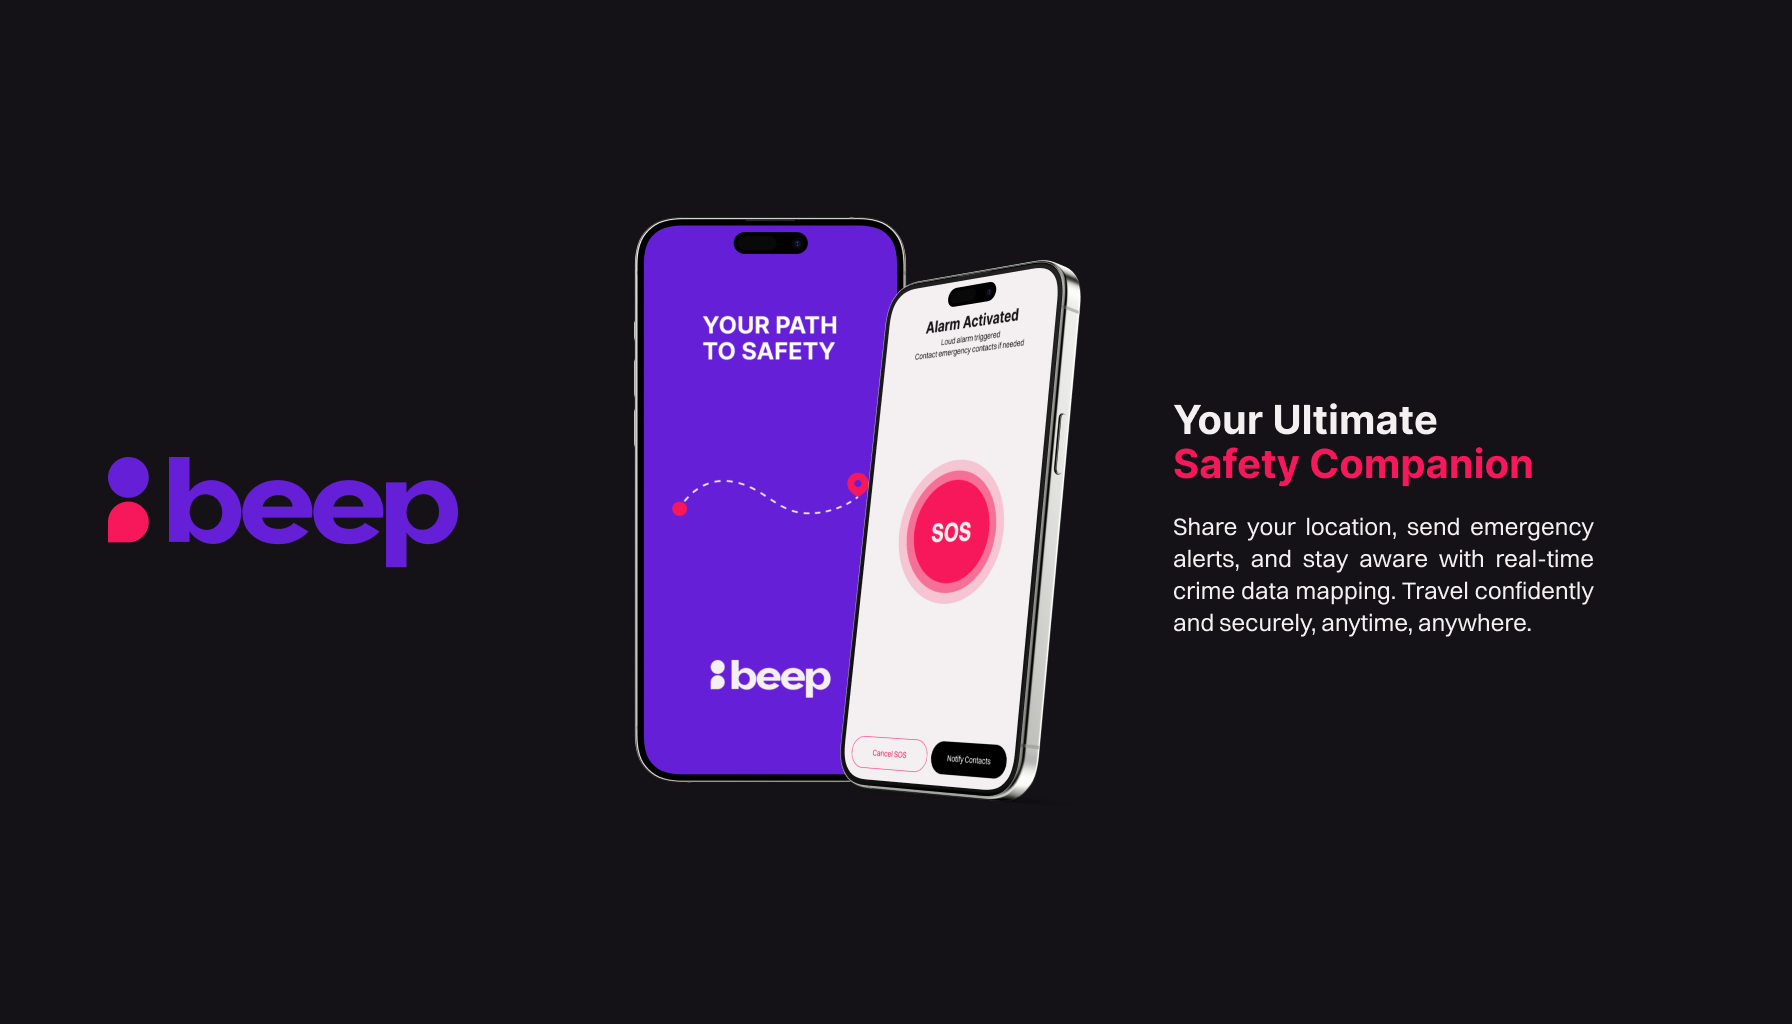 beep
YOUR PATH
TO SAFETY
beep
Alarm Activated
Loud alarm triggered
Contact emergency contacts if needed
SOS
Cancel SOS
Notify Contacts
Your Ultimate
Safety Companion
Share your location, send emergency
alerts, and stay aware with real-time
crime data mapping. Travel confidently
and securely, anytime, anywhere.